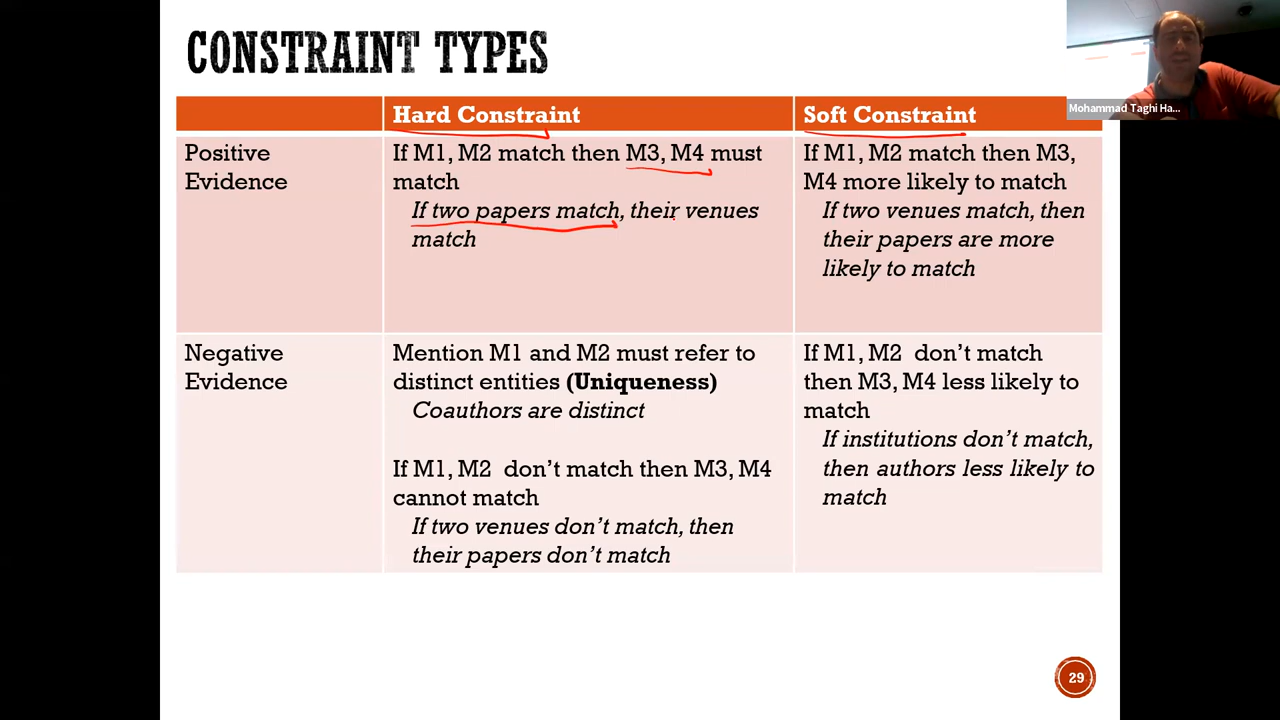 CONSTRAINT TYPES
Mohammad Taghi Ha...
Hard Constraint
Soft Constraint
Positive
Evidence
If M1, M2 match then M3, M4 must
match
If two papers match, their venues
match
If M1, M2 match then M3,
M4 more likely to match
If two venues match, then
their papers are more
likely to match
Negative
Evidence
Mention M1 and M2 must refer to
distinct entities (Uniqueness)
Coauthors are distinct
If M1, M2 don’t match then M3, M4
cannot match
If two venues don’t match, then
their papers don’t match
If M1, M2 don’t match
then M3, M4 less likely to
match
If institutions don’t match,
then authors less likely to
match
29